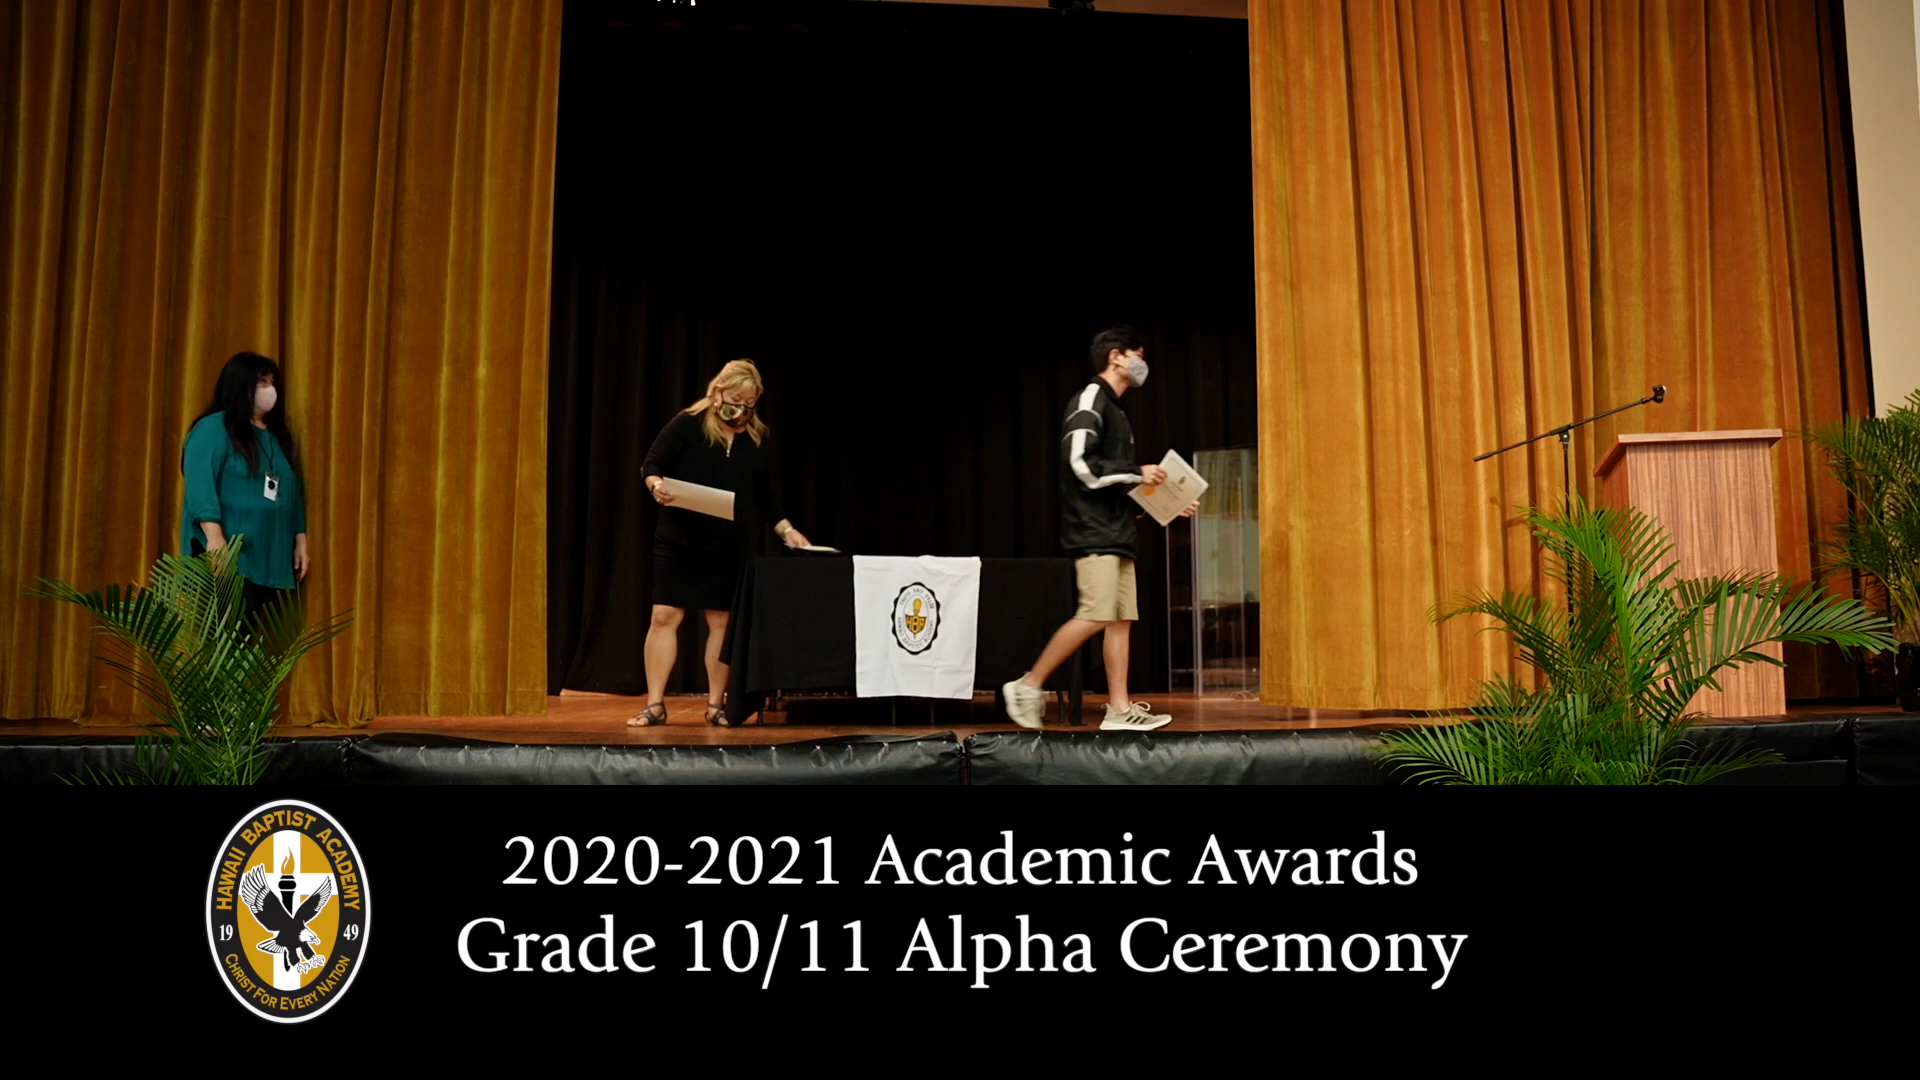 HAWAII BAPTIST ACADEMY
19 49
CHRIST FOR EVERY NATION
2020-2021 Academic Awards
Grade 10/11 Alpha Ceremony